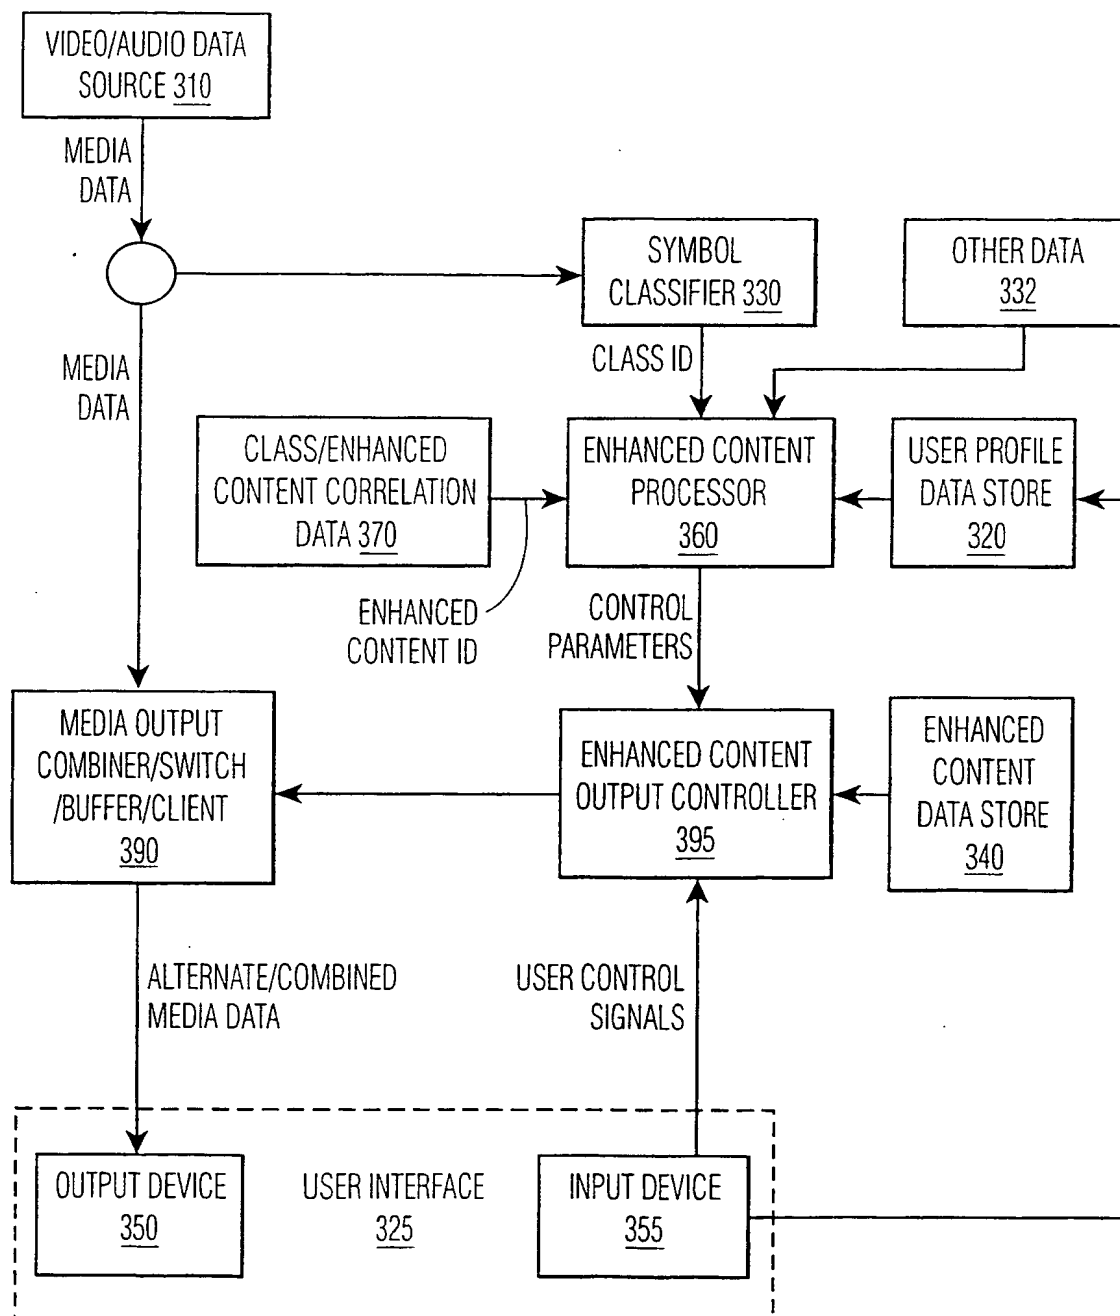 VIDEO/AUDIO DATA
SOURCE 310
MEDIA
DATA
SYMBOL
CLASSIFIER 330
OTHER DATA
332
MEDIA
DATA
CLASS ID
CLASS/ENHANCED
CONTENT CORRELATION
DATA 370
ENHANCED CONTENT
PROCESSOR
360
USER PROFILE
DATA STORE
320
ENHANCED
CONTENT ID
CONTROL
PARAMETERS
MEDIA OUTPUT
COMBINER/SWITCH
/BUFFER/CLIENT
390
ENHANCED CONTENT
OUTPUT CONTROLLER
395
ENHANCED
CONTENT
DATA STORE
340
ALTERNATE/COMBINED
MEDIA DATA
USER CONTROL
SIGNALS
OUTPUT DEVICE
350
USER INTERFACE
325
INPUT DEVICE
355